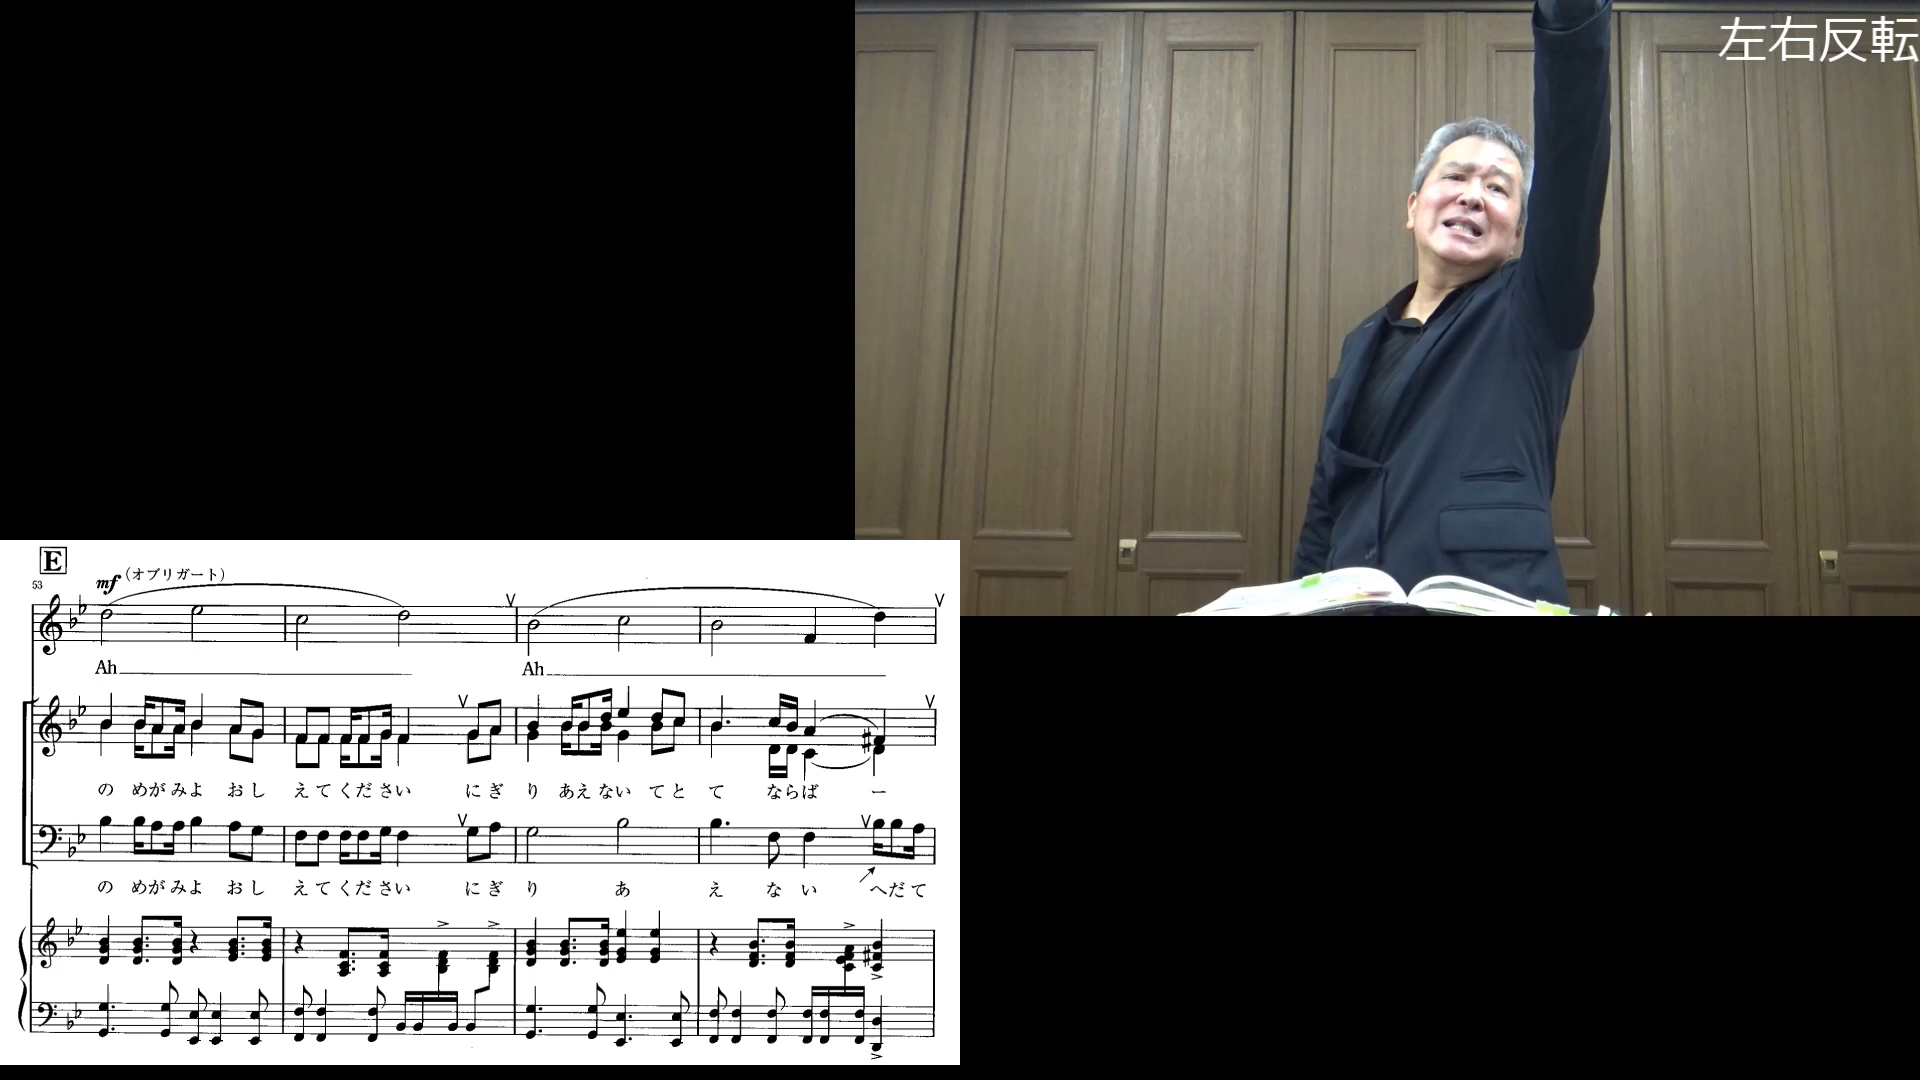 左右反転
E
53
mf (オブリガート)
Ah
Ah
の めが みよ おし えて くだ さい にぎ り あえ ない てと て ならば ー
の めが みよ おし えて くだ さい にぎ り あ え ない へだ て